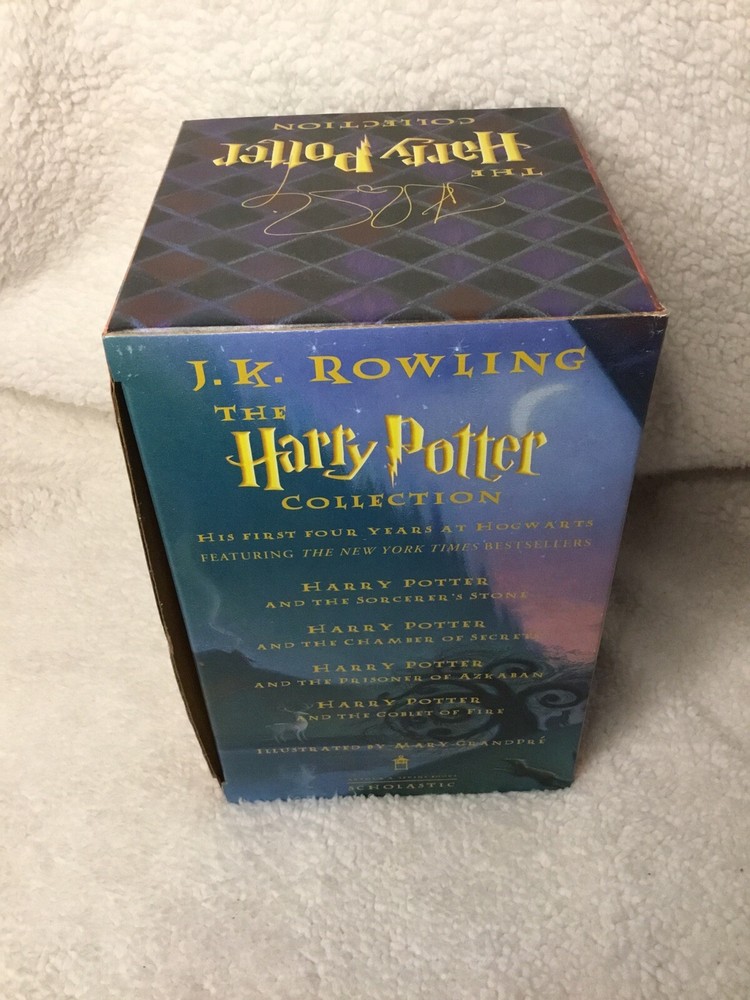 THE
Harry Potter
COLLECTION
J.K. ROWLING
THE
Harry Potter
COLLECTION
HIS FIRST FOUR YEARS AT HOGWARTS
FEATURING THE NEW YORK TIMES BESTSELLERS
HARRY POTTER
AND THE SORCERER'S STONE
HARRY POTTER
AND THE CHAMBER OF SECRETS
HARRY POTTER
AND THE PRISONER OF AZKABAN
HARRY POTTER
AND THE GOBLET OF FIRE
ILLUSTRATED BY MARY GRANDPRÉ
SCHOLASTIC